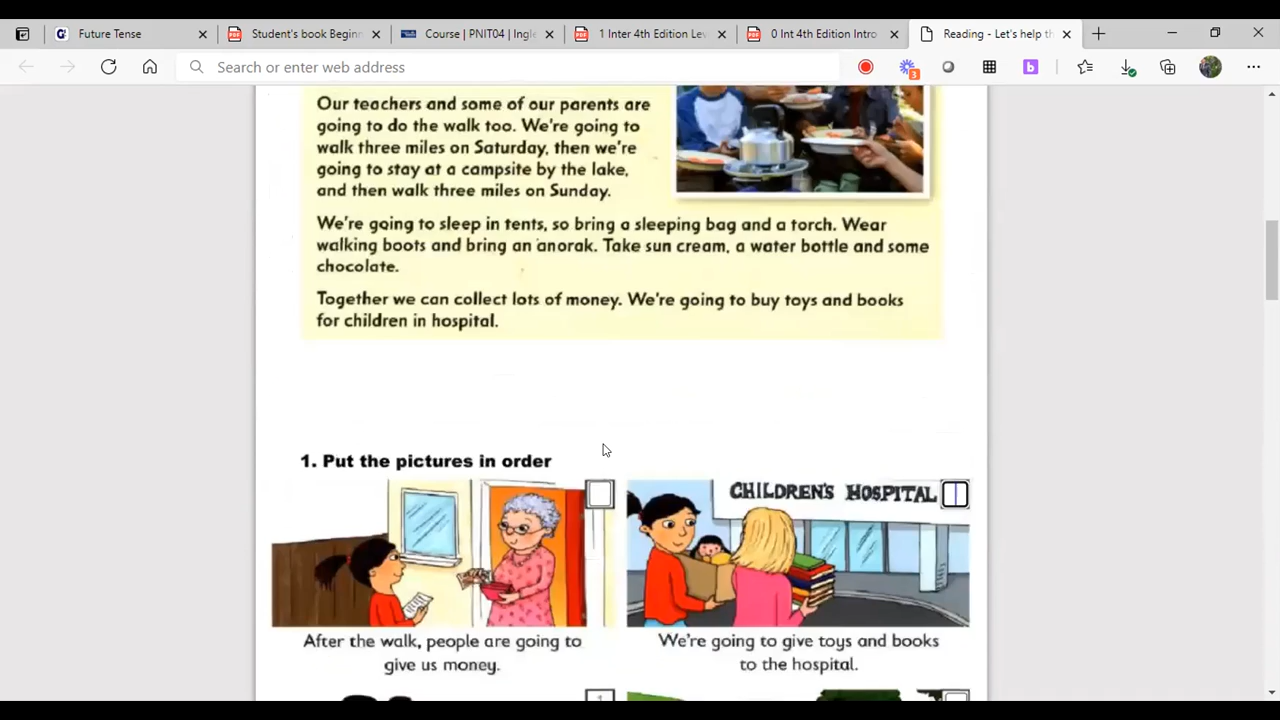 Future Tense
Student's book Beginn
Course | PNIT04 | Ingle
1 Inter 4th Edition Lev
0 Int 4th Edition Intro
Reading - Let's help th
Search or enter web address
3
Our teachers and some of our parents are
going to do the walk too. We're going to
walk three miles on Saturday, then we're
going to stay at a campsite by the lake,
and then walk three miles on Sunday.
We're going to sleep in tents, so bring a sleeping bag and a torch. Wear
walking boots and bring an anorak. Take sun cream, a water bottle and some
chocolate.
Together we can collect lots of money. We're going to buy toys and books
for children in hospital.
1. Put the pictures in order
CHILDREN'S HOSPITAL
After the walk, people are going to
give us money.
We're going to give toys and books
to the hospital.
1